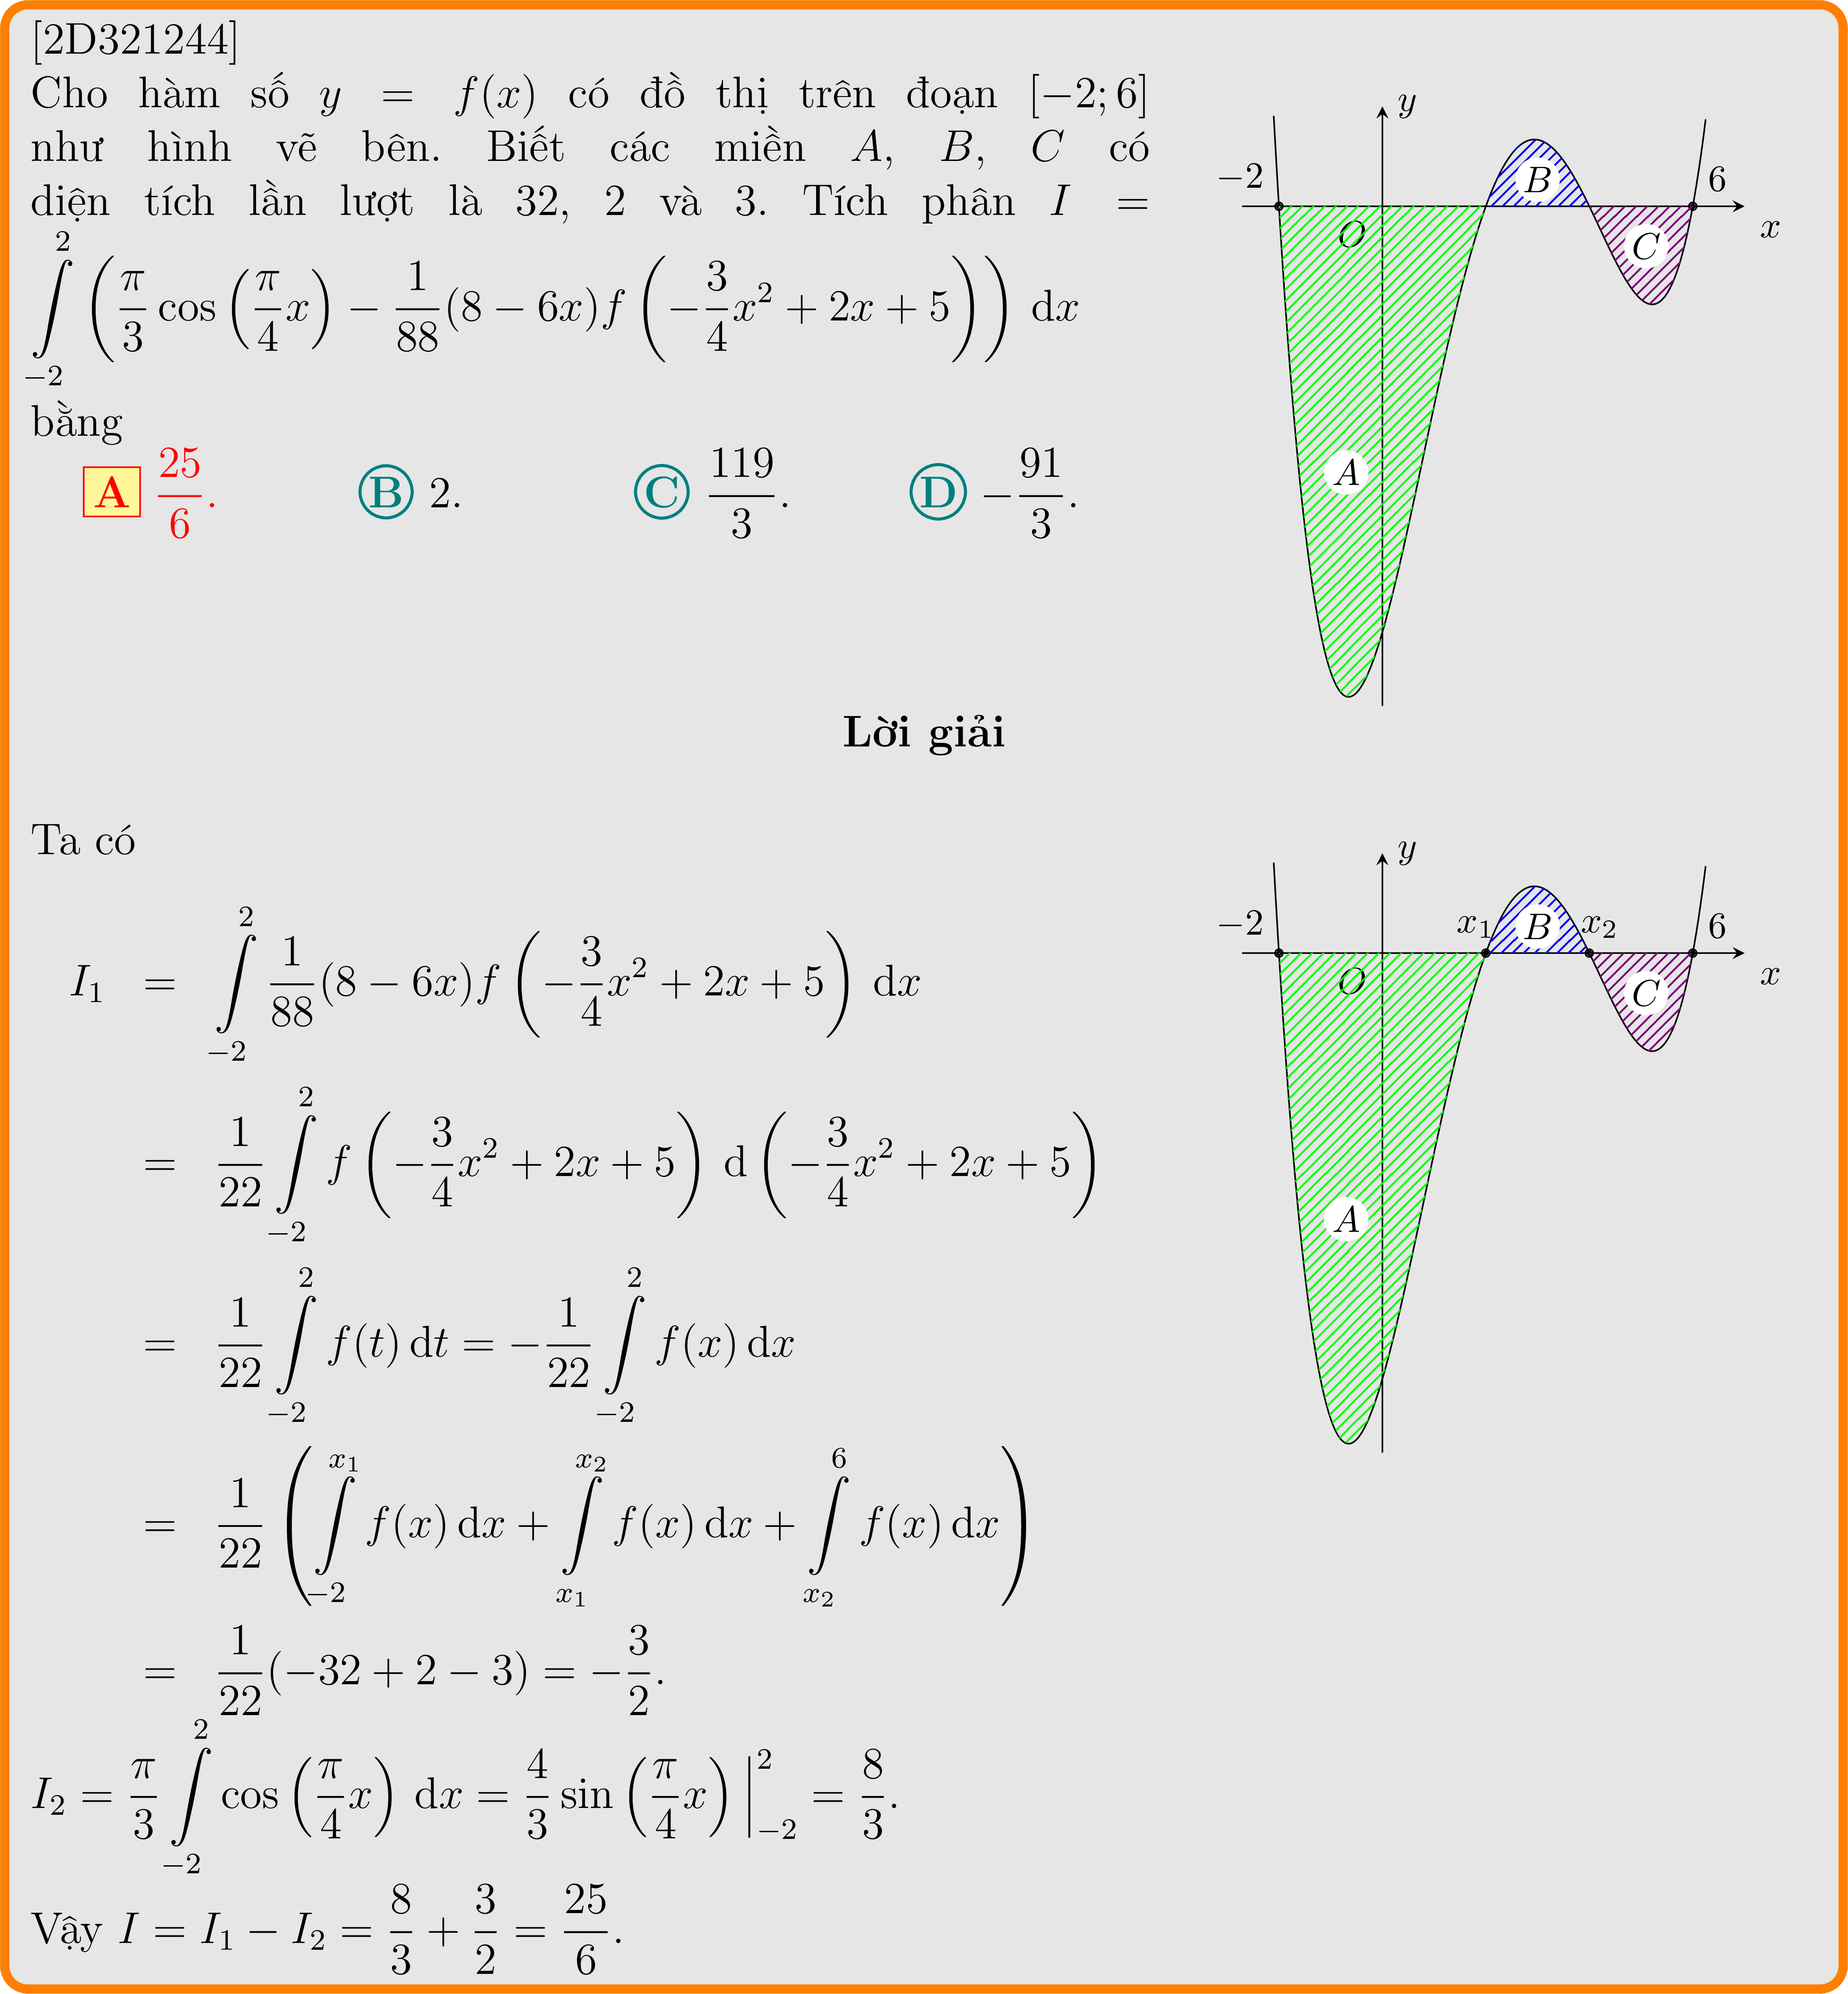 [2D321244]
Cho hàm số $y = f(x)$ có đồ thị trên đoạn $[-2; 6]$
như hình vẽ bên. Biết các miền $A$, $B$, $C$ có
diện tích lần lượt là 32, 2 và 3. Tích phân $I =$
$\int\limits_{-2}^{2} \left(\frac{\pi}{3}\cos\left(\frac{\pi}{4}x\right) - \frac{1}{88}(8-6x)f\left(-\frac{3}{4}x^2+2x+5\right)\right) \mathrm{d}x$
bằng
A $\frac{25}{6}$. B 2. C $\frac{119}{3}$. D $-\frac{91}{3}$.
y
−2
B
6
O
C
x
A
Lời giải
Ta có
$I_1 = \int\limits_{-2}^{2} \frac{1}{88}(8-6x)f\left(-\frac{3}{4}x^2+2x+5\right) \mathrm{d}x$
$= \frac{1}{22}\int\limits_{-2}^{2} f\left(-\frac{3}{4}x^2+2x+5\right) \mathrm{d}\left(-\frac{3}{4}x^2+2x+5\right)$
$= \frac{1}{22}\int\limits_{-2}^{2} f(t)\,\mathrm{d}t = -\frac{1}{22}\int\limits_{-2}^{2} f(x)\,\mathrm{d}x$
$= \frac{1}{22}\left(\int\limits_{-2}^{x_1} f(x)\,\mathrm{d}x + \int\limits_{x_1}^{x_2} f(x)\,\mathrm{d}x + \int\limits_{x_2}^{6} f(x)\,\mathrm{d}x\right)$
$= \frac{1}{22}(-32+2-3) = -\frac{3}{2}.$
$I_2 = \frac{\pi}{3}\int\limits_{-2}^{2} \cos\left(\frac{\pi}{4}x\right) \mathrm{d}x = \frac{4}{3}\sin\left(\frac{\pi}{4}x\right)\Big|_{-2}^{2} = \frac{8}{3}.$
Vậy $I = I_1 - I_2 = \frac{8}{3} + \frac{3}{2} = \frac{25}{6}.$
y
−2
$x_1$
B
$x_2$
6
O
C
x
A